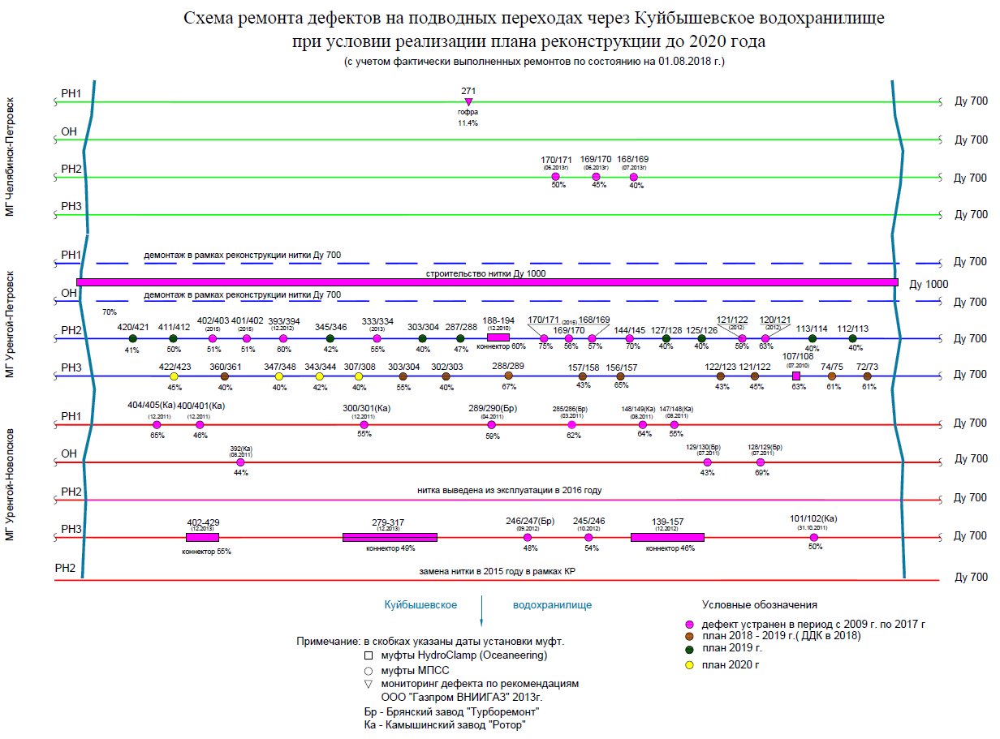 Схема ремонта дефектов на подводных переходах через Куйбышевское водохранилище
при условии реализации плана реконструкции до 2020 года
(с учетом фактически выполненных ремонтов по состоянию на 01.08.2018 г.)
МГ Челябинск-Петровск
РН1
271
гофра
11.4%
Ду 700
ОН
Ду 700
РН2
170/171 169/170 168/169
(06.2013г) (06.2013г) (07.2013г)
50% 45% 40%
Ду 700
РН3
Ду 700
МГ Уренгой-Петровск
РН1
демонтаж в рамках реконструкции нитки Ду 700
Ду 700
строительство нитки Ду 1000
Ду 1000
ОН
демонтаж в рамках реконструкции нитки Ду 700
Ду 700
70%
РН2
420/421 411/412 402/403 401/402 393/394 345/346 333/334 303/304 287/288 188-194 170/171 (2015) 168/169 169/170 144/145 127/128 125/126 121/122 120/121 113/114 112/113
(2015) (2015) (12.2012) (2013) (12.2010) (2012) (2012)
41% 50% 51% 51% 60% 42% 55% 40% 47% коннектор 60% 75% 56% 57% 70% 40% 40% 59% 63% 40% 40%
Ду 700
РН3
422/423 360/361 347/348 343/344 307/308 303/304 302/303 288/289 157/158 156/157 122/123 121/122 107/108 74/75 72/73
(07.2010)
45% 40% 40% 42% 40% 55% 40% 67% 43% 65% 43% 45% 63% 61% 61%
Ду 700
МГ Уренгой-Новопсков
РН1
404/405(Ка) 400/401(Ка) 300/301(Ка) 289/290(Бр) 285/286(Бр) 148/149(Ка) 147/148(Ка)
(12.2011) (12.2011) (12.2011) (04.2011) (03.2011) (08.2011) (08.2011)
65% 46% 55% 59% 62% 64% 55%
Ду 700
ОН
392(Ка) 129/130(Бр) 128/129(Бр)
(08.2011) (07.2011) (07.2011)
44% 43% 69%
Ду 700
РН2
нитка выведена из эксплуатации в 2016 году
Ду 700
РН3
402-429 279-317 246/247(Бр) 245/246 139-157 101/102(Ка)
(12.2013) (12.2013) (09.2012) (10.2012) (12.2012) (31.10.2011)
коннектор 55% коннектор 49% 48% 54% коннектор 46% 50%
Ду 700
РН2
замена нитки в 2015 году в рамках КР
Ду 700
Куйбышевское водохранилище
Примечание: в скобках указаны даты установки муфт.
муфты HydroClamp (Oceaneering)
муфты МПСС
мониторинг дефекта по рекомендациям
ООО "Газпром ВНИИГАЗ" 2013г.
Бр - Брянский завод "Турборемонт"
Ка - Камышинский завод "Ротор"
Условные обозначения
дефект устранен в период с 2009 г. по 2017 г
план 2018 - 2019 г.( ДДК в 2018)
план 2019 г.
план 2020 г